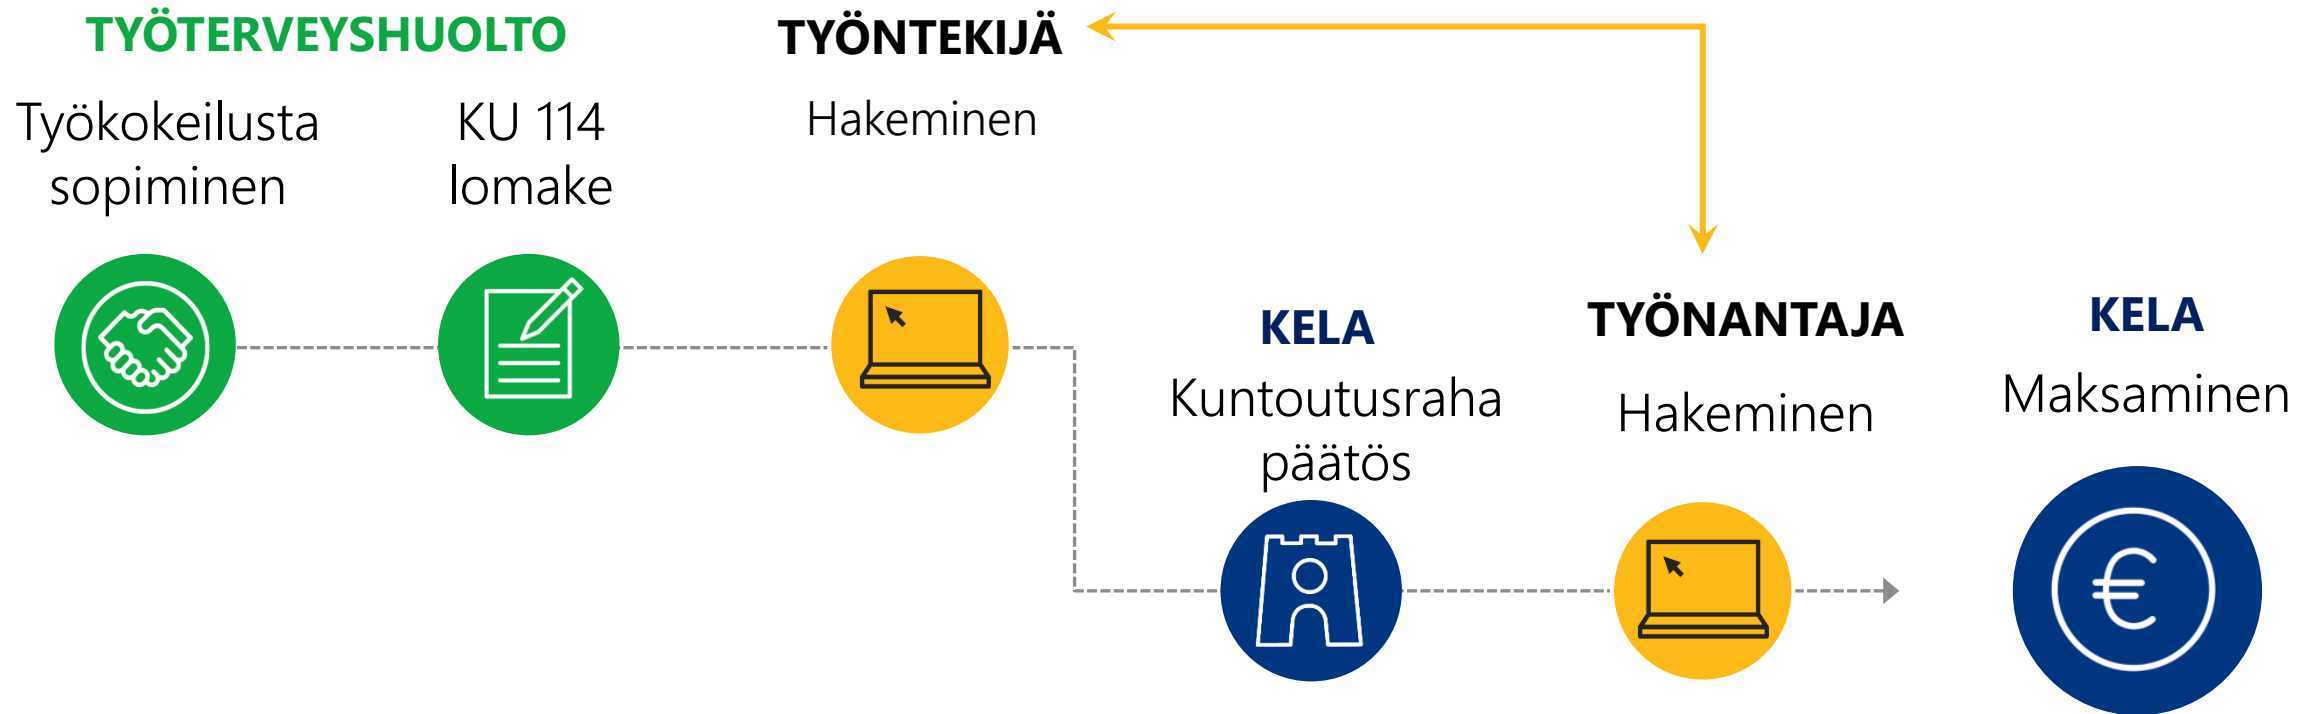 TYÖTERVEYSHUOLTO
Työkokeilusta
sopiminen
KU 114
lomake
TYÖNTEKIJÄ
Hakeminen
KELA
Kuntoutusraha
päätös
TYÖNANTAJA
Hakeminen
KELA
Maksaminen
€